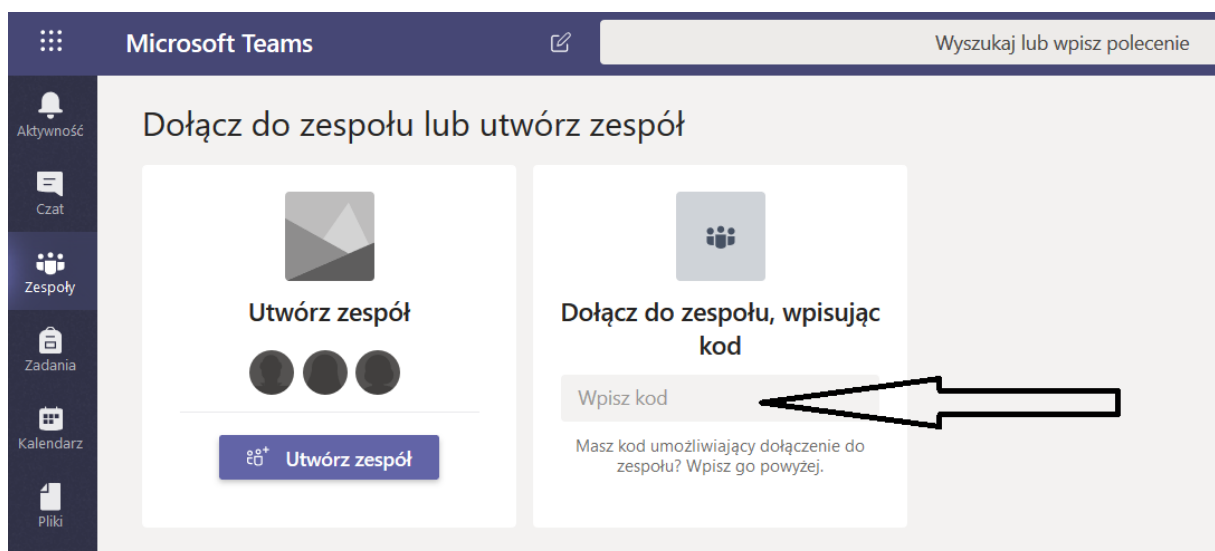 Microsoft Teams
Wyszukaj lub wpisz polecenie
Aktywność
Czat
Zespoły
Zadania
Kalendarz
Pliki
Dołącz do zespołu lub utwórz zespół
Utwórz zespół
Utwórz zespół
Dołącz do zespołu, wpisując
kod
Wpisz kod
Masz kod umożliwiający dołączenie do
zespołu? Wpisz go powyżej.